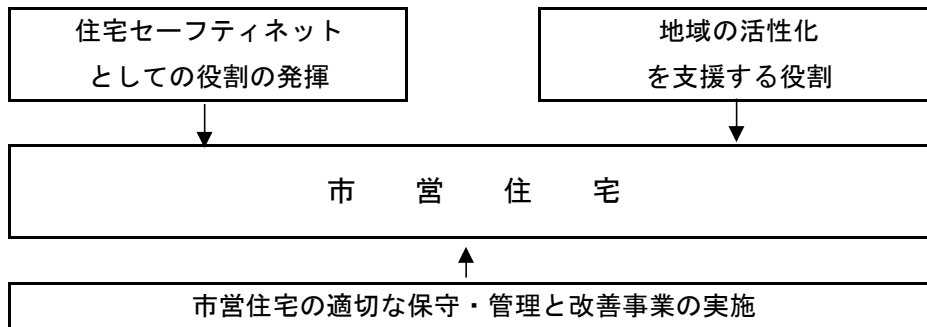 住宅セーフティネット
としての役割の発揮
地域の活性化
を支援する役割
市営住宅
市営住宅の適切な保守・管理と改善事業の実施